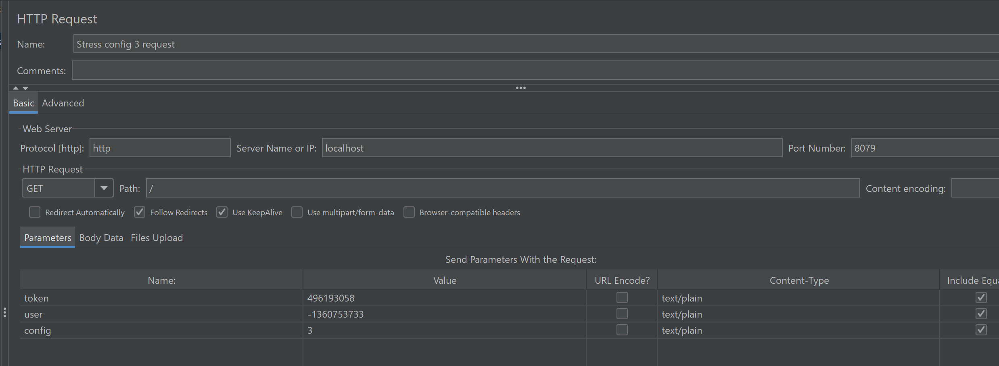 HTTP Request
Name: Stress config 3 request
Comments:
Basic Advanced
Web Server
Protocol [http]: http Server Name or IP: localhost Port Number: 8079
HTTP Request
GET Path: / Content encoding:
Redirect Automatically Follow Redirects Use KeepAlive Use multipart/form-data Browser-compatible headers
Parameters Body Data Files Upload
Send Parameters With the Request:
Name: Value URL Encode? Content-Type Include Equa
token 496193058 text/plain
user -1360753733 text/plain
config 3 text/plain